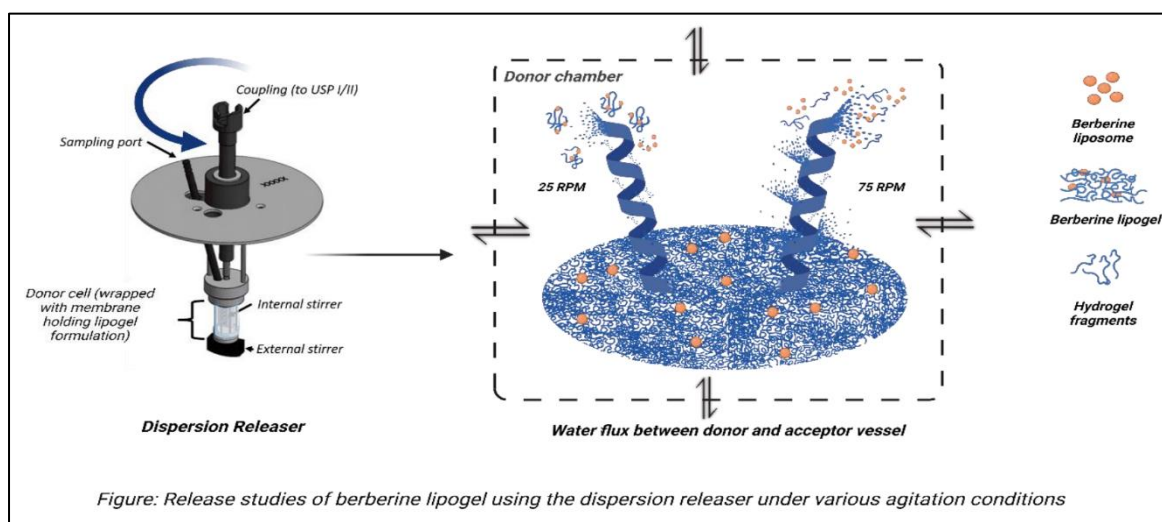 Coupling (to USP I/II)
Sampling port
xxxxx
Donor cell (wrapped
with membrane
holding lipogel
formulation)
Internal stirrer
External stirrer
Dispersion Releaser
Donor chamber
25 RPM
75 RPM
Water flux between donor and acceptor vessel
Berberine
liposome
Berberine lipogel
Hydrogel
fragments
Figure: Release studies of berberine lipogel using the dispersion releaser under various agitation conditions